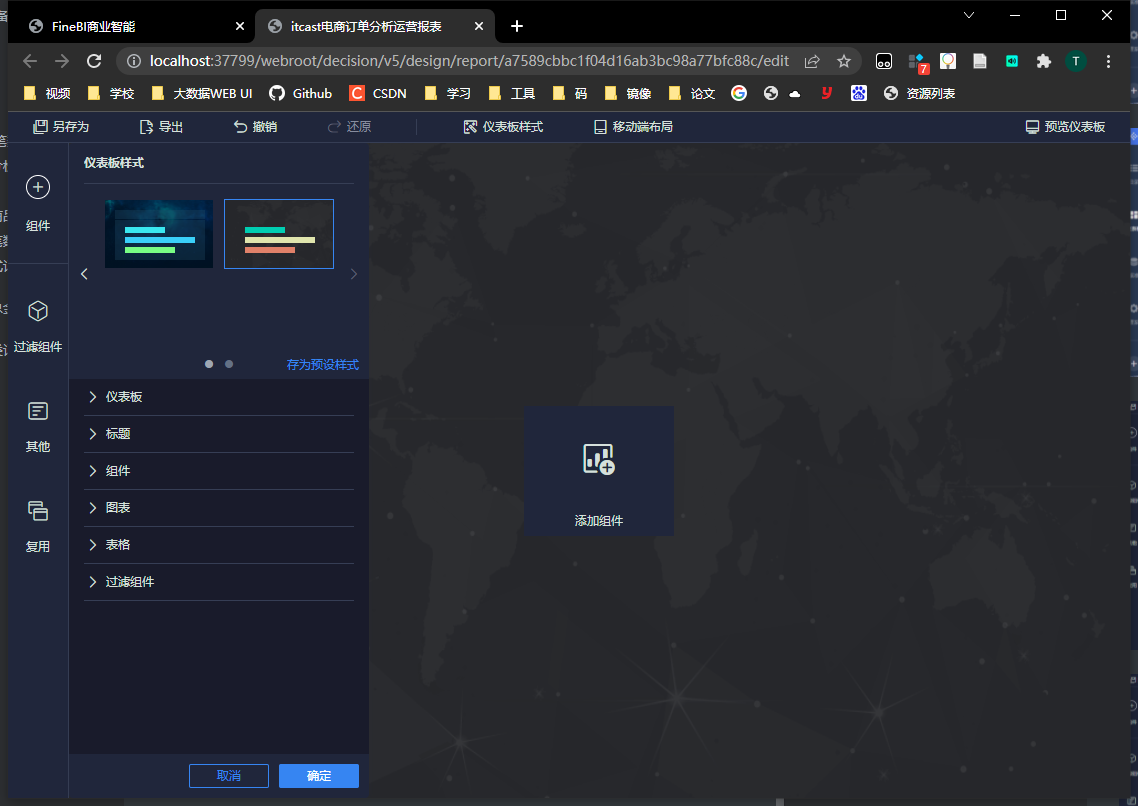 FineBI商业智能
itcast电商订单分析运营报表
localhost:37799/webroot/decision/v5/design/report/a7589cbbc1f04d16ab3bc98a77bfc88c/edit
7
T
视频 学校 大数据WEB UI Github C CSDN 学习 工具 码 镜像 论文 G y 资源列表
另存为 导出 撤销 还原 仪表板样式 移动端布局 预览仪表板
仪表板样式
组件
过滤组件
其他
复用
存为预设样式
仪表板
标题
组件
图表
表格
过滤组件
添加组件
取消 确定